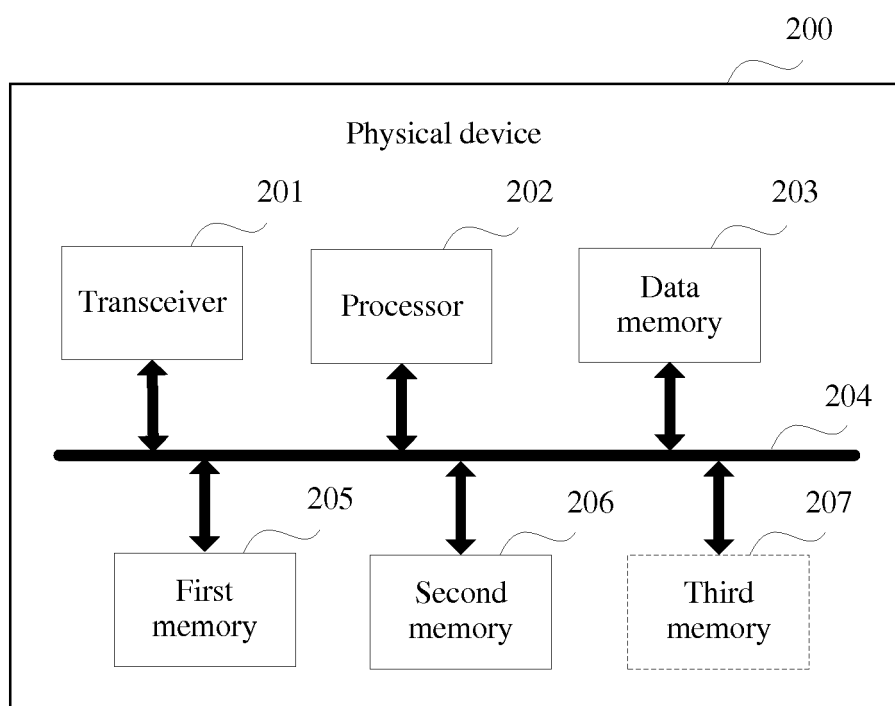 200
Physical device
201
202
203
Transceiver
Processor
Data
memory
204
205
206
207
First
memory
Second
memory
Third
memory